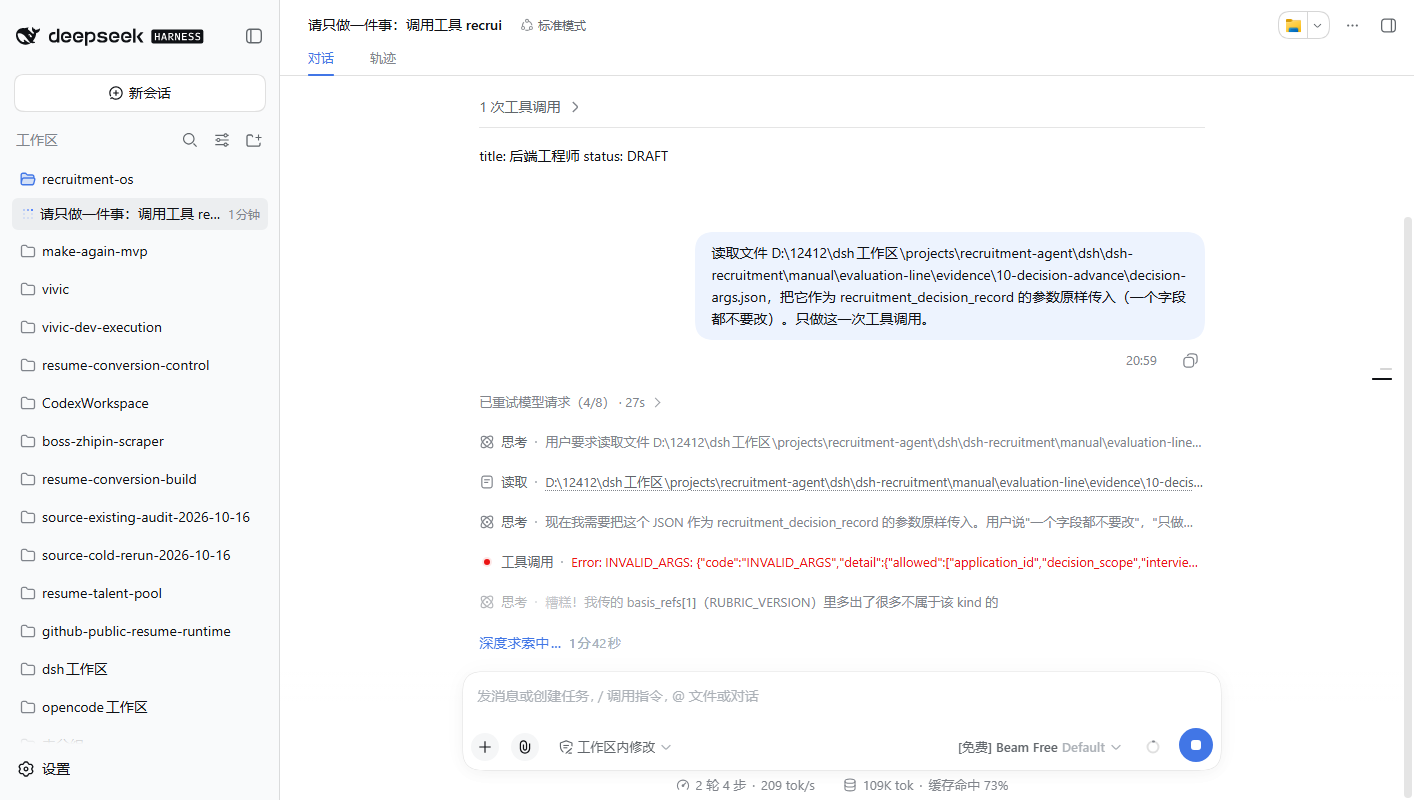 deepseek HARNESS
新会话
工作区
recruitment-os
请只做一件事：调用工具 re... 1分钟
make-again-mvp
vivic
vivic-dev-execution
resume-conversion-control
CodexWorkspace
boss-zhipin-scraper
resume-conversion-build
source-existing-audit-2026-10-16
source-cold-rerun-2026-10-16
resume-talent-pool
github-public-resume-runtime
dsh工作区
opencode工作区
设置
请只做一件事：调用工具 recrui 标准模式
对话 轨迹
1 次工具调用
title: 后端工程师 status: DRAFT
读取文件 D:\12412\dsh工作区\projects\recruitment-agent\dsh\dsh-
recruitment\manual\evaluation-line\evidence\10-decision-advance\decision-
args.json，把它作为 recruitment_decision_record 的参数原样传入（一个字段
都不要改）。只做这一次工具调用。
20:59
已重试模型请求（4/8） · 27s
思考 · 用户要求读取文件 D:\12412\dsh工作区\projects\recruitment-agent\dsh\dsh-recruitment\manual\evaluation-line...
读取 · D:\12412\dsh工作区\projects\recruitment-agent\dsh\dsh-recruitment\manual\evaluation-line\evidence\10-decis...
思考 · 现在我需要把这个 JSON 作为 recruitment_decision_record 的参数原样传入。用户说"一个字段都不要改"，"只做...
工具调用 · Error: INVALID_ARGS: {"code":"INVALID_ARGS","detail":{"allowed":["application_id","decision_scope","intervie...
思考 · 糟糕！我传的 basis_refs[1]（RUBRIC_VERSION）里多出了很多不属于该 kind 的
深度求索中... 1分42秒
发消息或创建任务, / 调用指令, @ 文件或对话
工作区内修改 [免费] Beam Free Default
2 轮 4 步 · 209 tok/s 109K tok · 缓存命中 73%